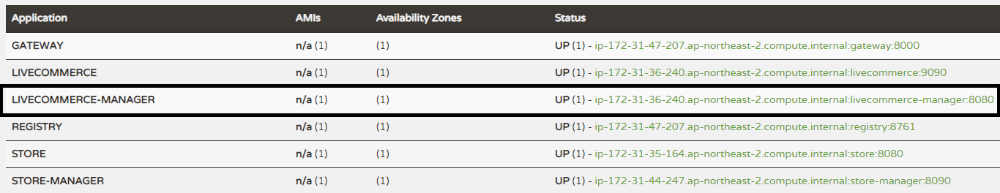 Application AMIs Availability Zones Status
GATEWAY n/a (1) (1) UP (1) - ip-172-31-47-207.ap-northeast-2.compute.internal:gateway:8000
LIVECOMMERCE n/a (1) (1) UP (1) - ip-172-31-36-240.ap-northeast-2.compute.internal:livecommerce:9090
LIVECOMMERCE-MANAGER n/a (1) (1) UP (1) - ip-172-31-36-240.ap-northeast-2.compute.internal:livecommerce-manager:8080
REGISTRY n/a (1) (1) UP (1) - ip-172-31-47-207.ap-northeast-2.compute.internal:registry:8761
STORE n/a (1) (1) UP (1) - ip-172-31-35-164.ap-northeast-2.compute.internal:store:8080
STORE-MANAGER n/a (1) (1) UP (1) - ip-172-31-44-247.ap-northeast-2.compute.internal:store-manager:8090